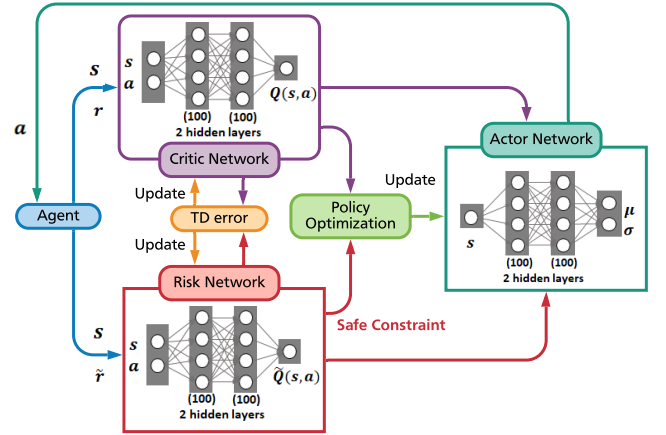 s
a
Q(s,a)
(100) (100)
2 hidden layers
Critic Network
s
r
a
Agent
Update
TD error
Update
Risk Network
s
r̃
s
a
Q̃(s,a)
(100) (100)
2 hidden layers
Safe Constraint
Policy
Optimization
Update
Actor Network
s
μ
σ
(100) (100)
2 hidden layers